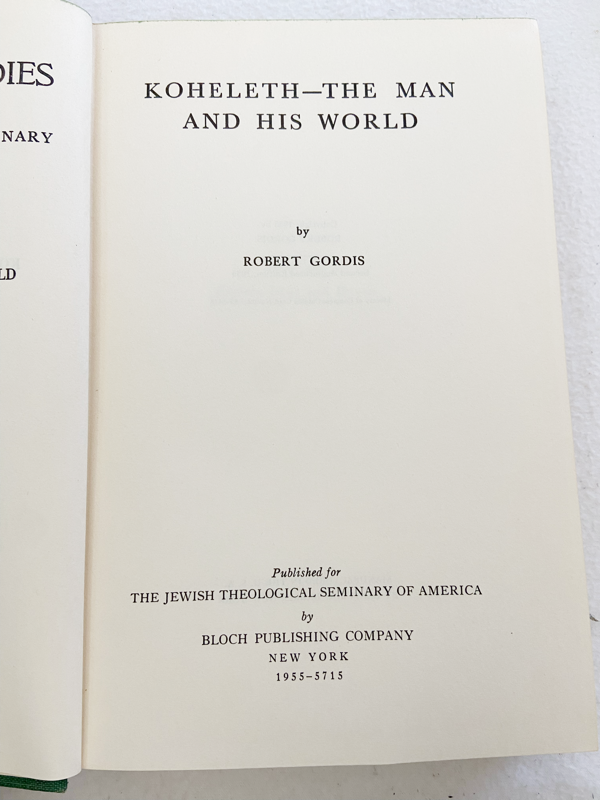 DIES
NARY
LD
KOHELETH—THE MAN
AND HIS WORLD
by
ROBERT GORDIS
Published for
THE JEWISH THEOLOGICAL SEMINARY OF AMERICA
by
BLOCH PUBLISHING COMPANY
NEW YORK
1955–5715